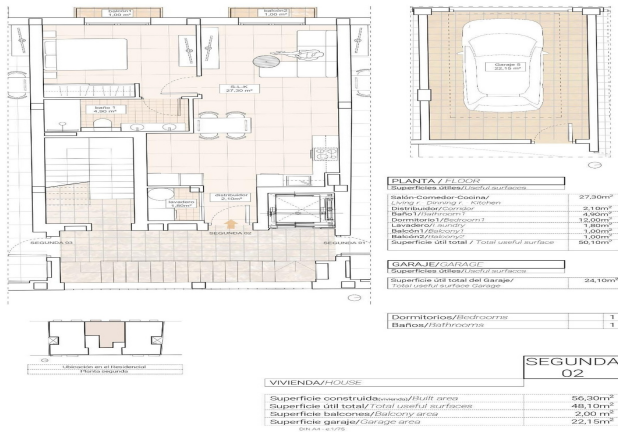 balcón1
1,00 m²
balcón2
1,00 m²
S.L.K
27,30 m²
baño 1
4,90 m²
lavadero
1,80m²
distribuidor
2,10m²
SEGUNDA 03
SEGUNDA 02
SEGUNDA 01
Garaje 8
22,15 m²
PLANTA / FLOOR
Superficies útiles/Useful surfaces
Salón-Comedor-Cocina/ 27,30m²
Living r. Dinning r. Kitchen
Distribuidor/Corridor 2,10m²
Baño1/Bathroom1 4,90m²
Dormitorio1/Bedroom1 12,00m²
Lavadero/Laundry 1,80m²
Balcón1/Balcony1 1,00m²
Balcón2/Balcony2 1,00m²
Superficie útil total / Total useful surface 50,10m²
GARAJE/GARAGE
Superficies útiles/Useful surfaces
Superficie útil total del Garaje/ 24,10m²
Total useful surface Garage
Dormitorios/Bedrooms 1
Baños/Bathrooms 1
Ubicación en el Residencial
Planta segunda
SEGUNDA
02
VIVIENDA/HOUSE
Superficie construida(vivienda)/Built area 56,30m²
Superficie útil total/Total useful surfaces 48,10m²
Superficie balcones/Balcony area 2,00 m²
Superficie garaje/Garage area 22,15m²
DIN A4 - e:1/75